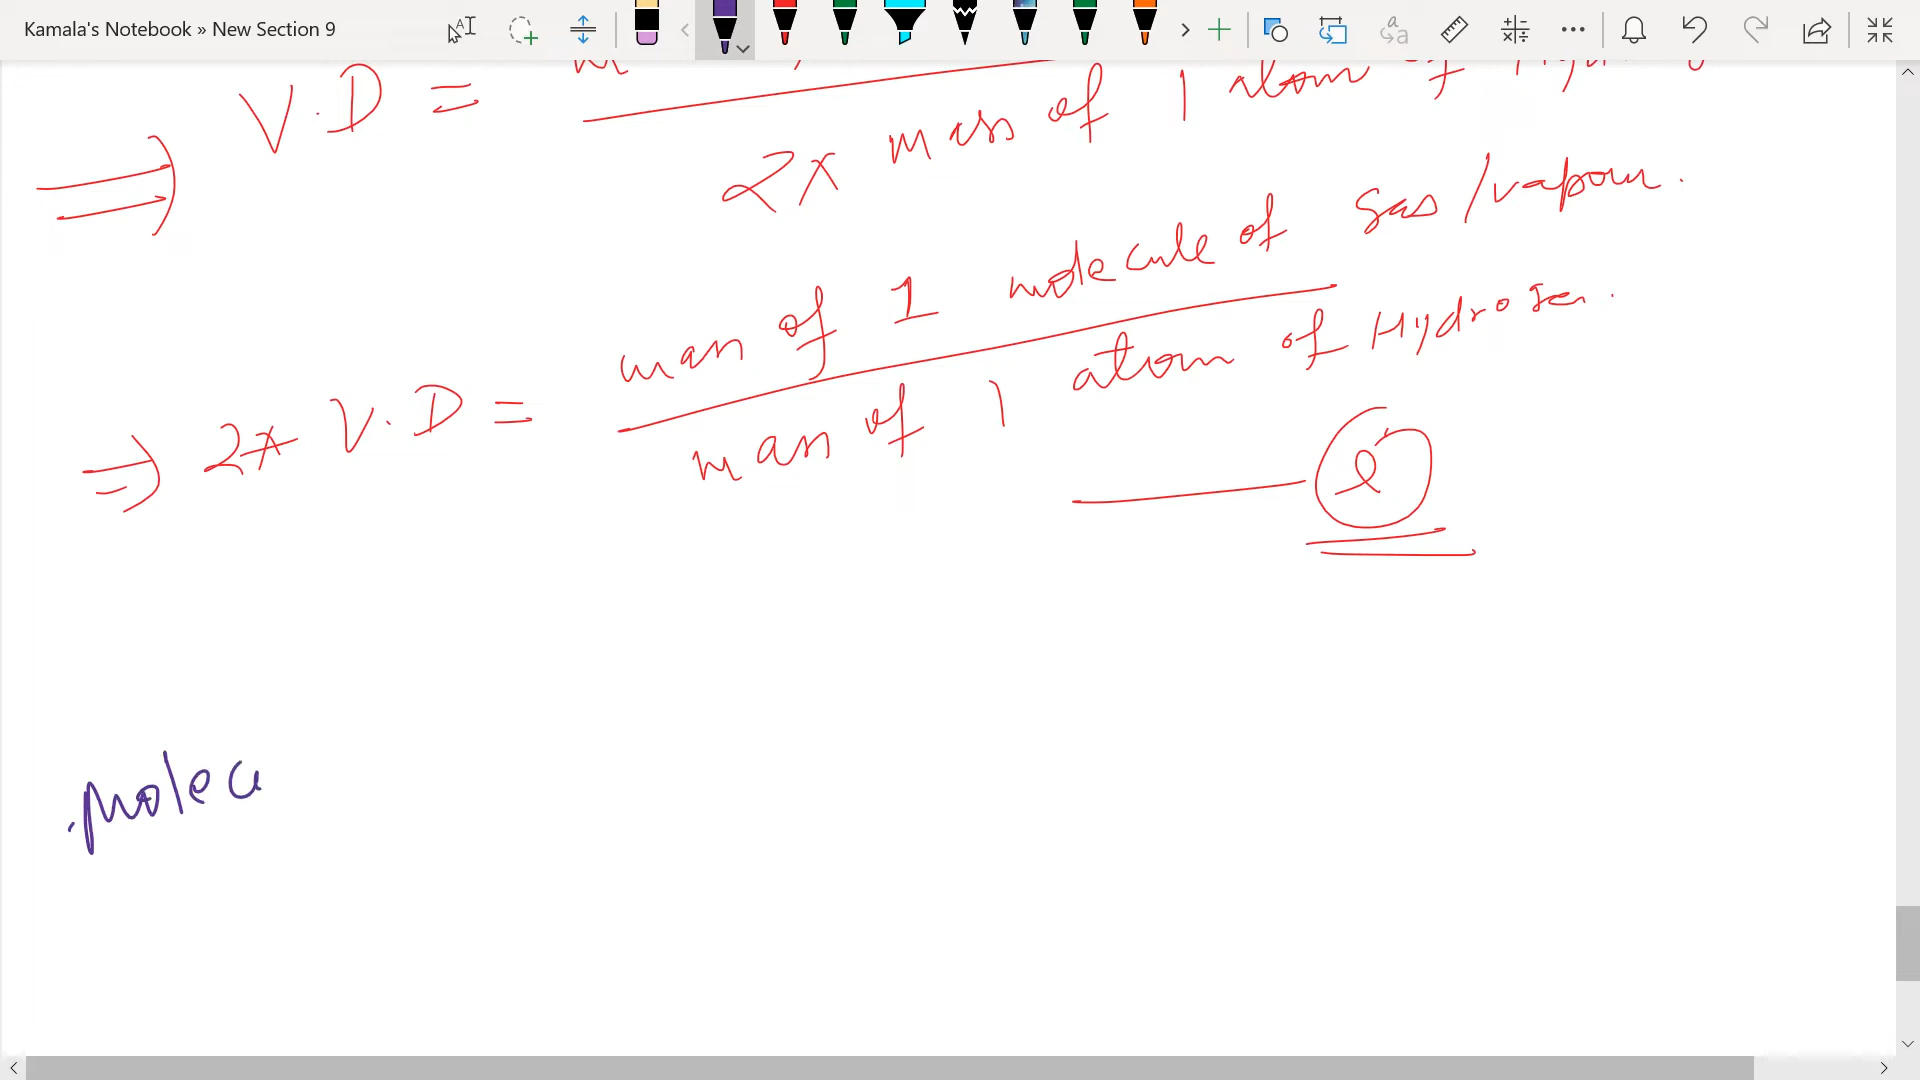 Kamala's Notebook » New Section 9
⇒ V.D =
2x mass of 1 atom of
⇒ 2x V.D = mass of 1 molecule of gas/vapour.
mass of 1 atom of Hydrogen.
Molecu